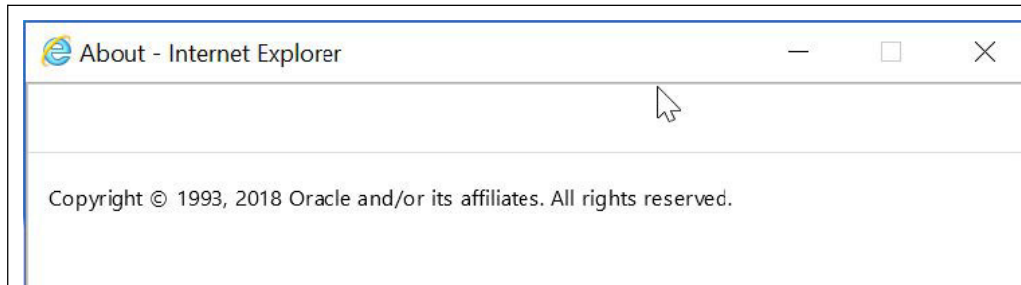 About - Internet Explorer
Copyright © 1993, 2018 Oracle and/or its affiliates. All rights reserved.